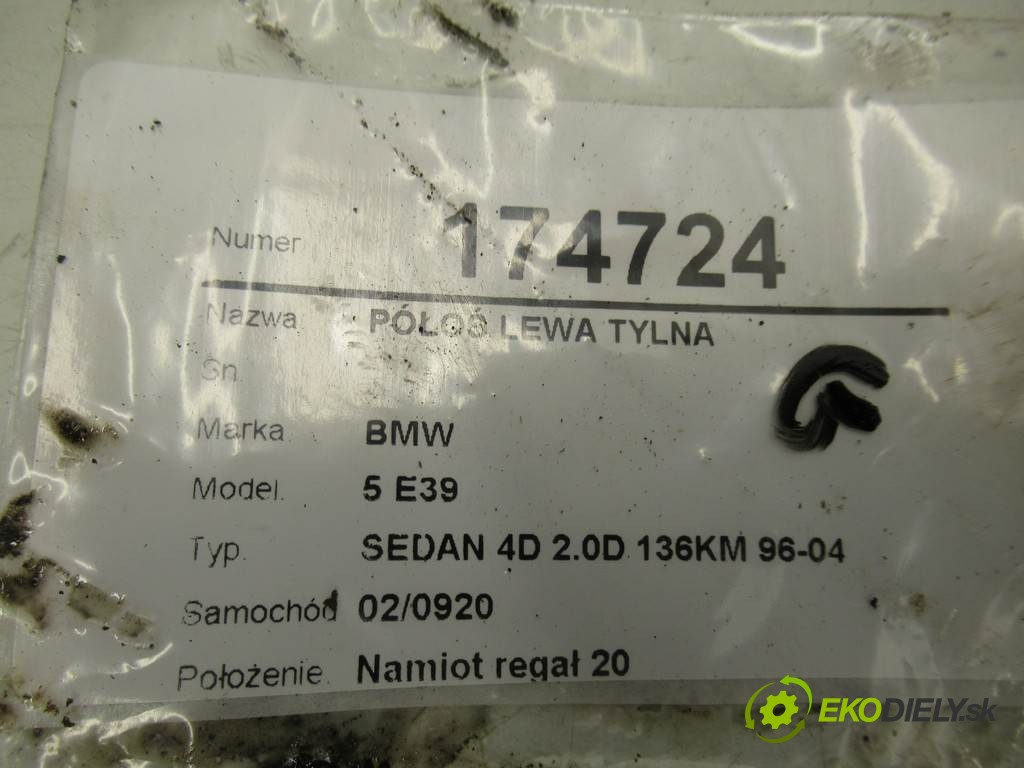 Numer 174724
Nazwa PÓŁOŚ LEWA TYLNA
Sn.
Marka BMW
Model. 5 E39
Typ. SEDAN 4D 2.0D 136KM 96-04
Samochód 02/0920
Położenie. Namiot regał 20
G
EKODIELY.sk